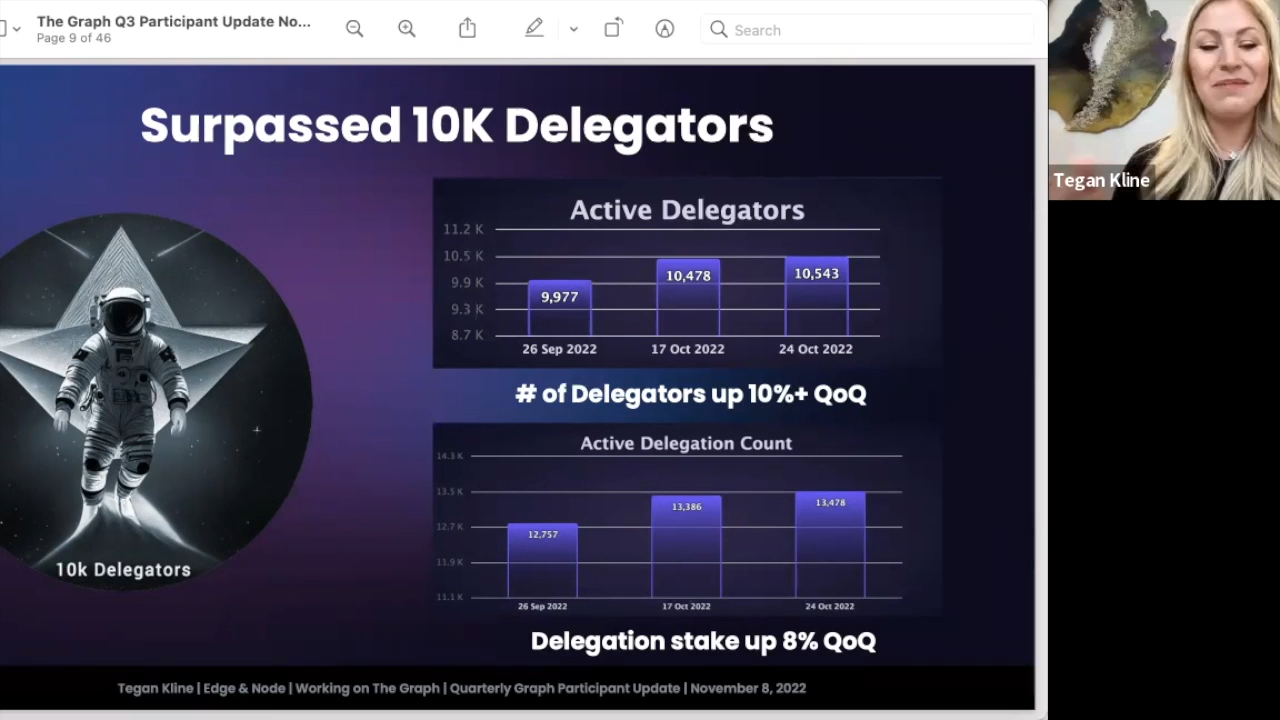 The Graph Q3 Participant Update No...
Page 9 of 46
Search
Tegan Kline
Surpassed 10K Delegators
Active Delegators
11.2 K
10.5 K
9.9 K
9.3 K
8.7 K
9,977
10,478
10,543
26 Sep 2022
17 Oct 2022
24 Oct 2022
# of Delegators up 10%+ QoQ
Active Delegation Count
14.3 K
13.5 K
12.7 K
11.9 K
11.1 K
12,757
13,386
13,478
26 Sep 2022
17 Oct 2022
24 Oct 2022
Delegation stake up 8% QoQ
10k Delegators
Tegan Kline | Edge & Node | Working on The Graph | Quarterly Graph Participant Update | November 8, 2022